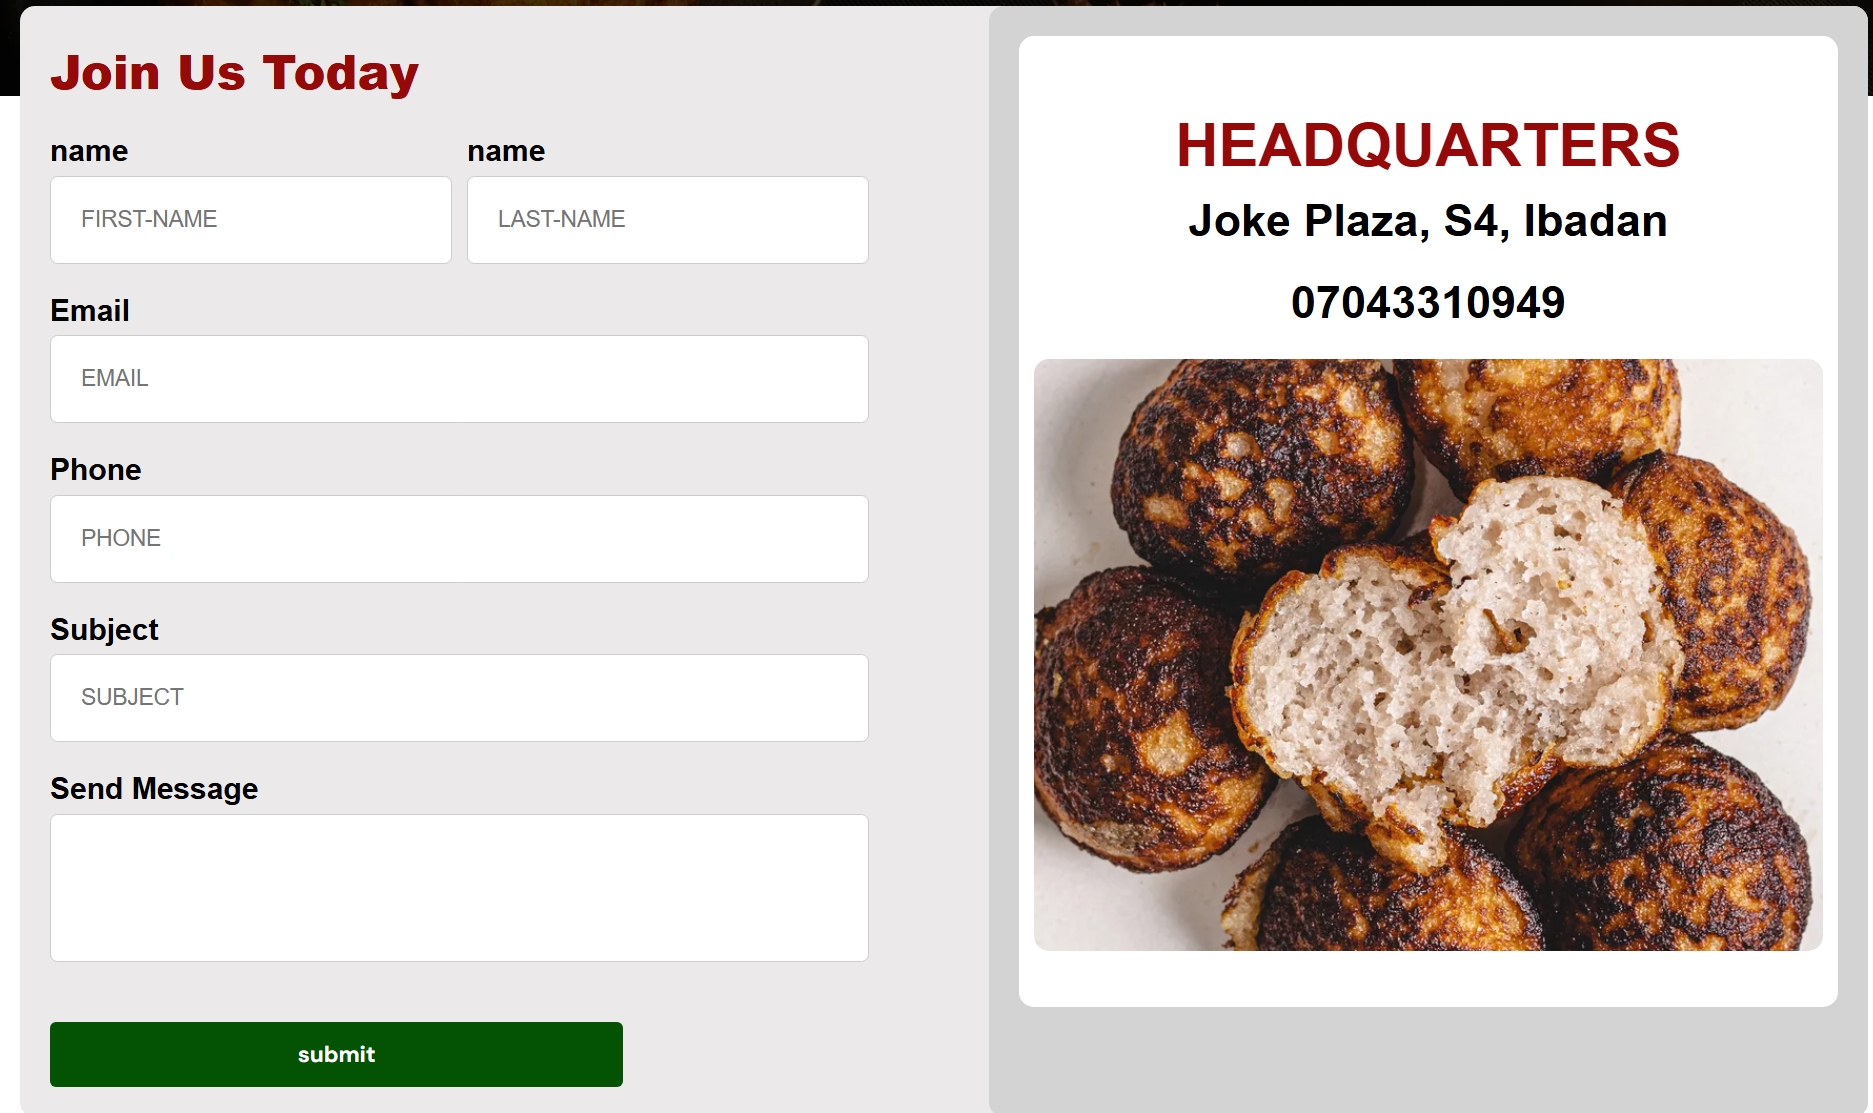 Join Us Today
name
name
FIRST-NAME
LAST-NAME
Email
EMAIL
Phone
PHONE
Subject
SUBJECT
Send Message
submit
HEADQUARTERS
Joke Plaza, S4, Ibadan
07043310949